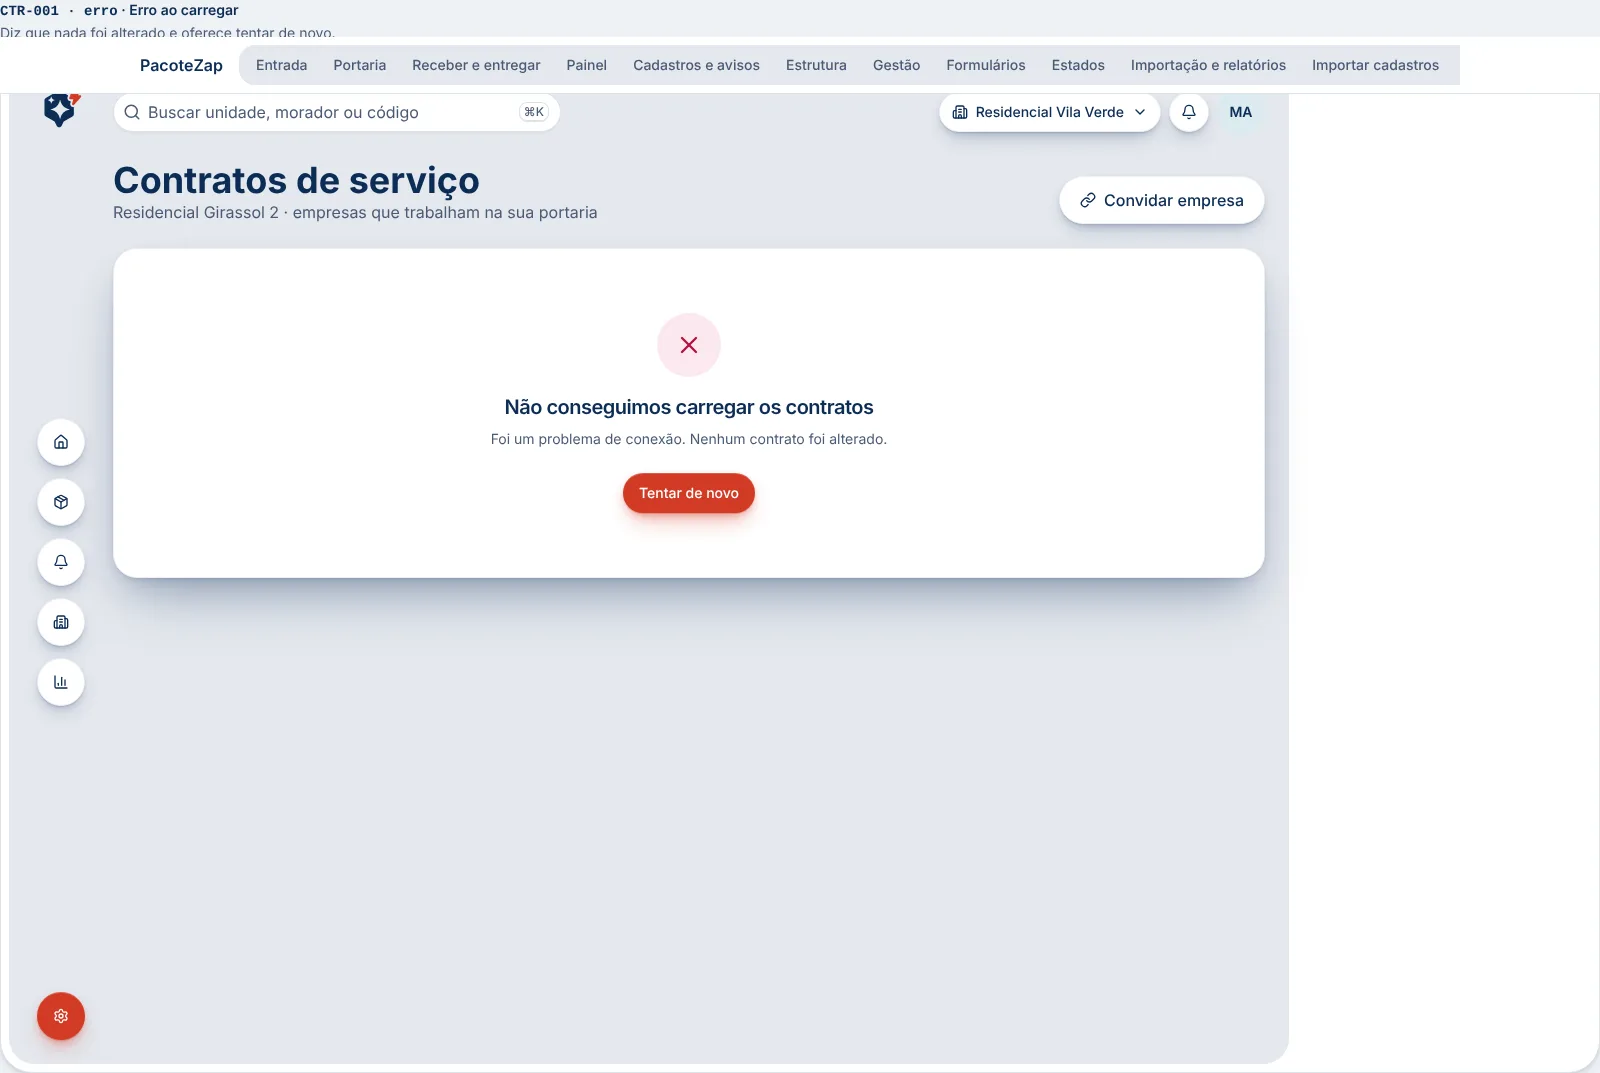 CTR-001 · erro · Erro ao carregar
Diz que nada foi alterado e oferece tentar de novo.
PacoteZap Entrada Portaria Receber e entregar Painel Cadastros e avisos Estrutura Gestão Formulários Estados Importação e relatórios Importar cadastros
Buscar unidade, morador ou código ⌘K Residencial Vila Verde MA
Contratos de serviço
Residencial Girassol 2 · empresas que trabalham na sua portaria
Convidar empresa
Não conseguimos carregar os contratos
Foi um problema de conexão. Nenhum contrato foi alterado.
Tentar de novo